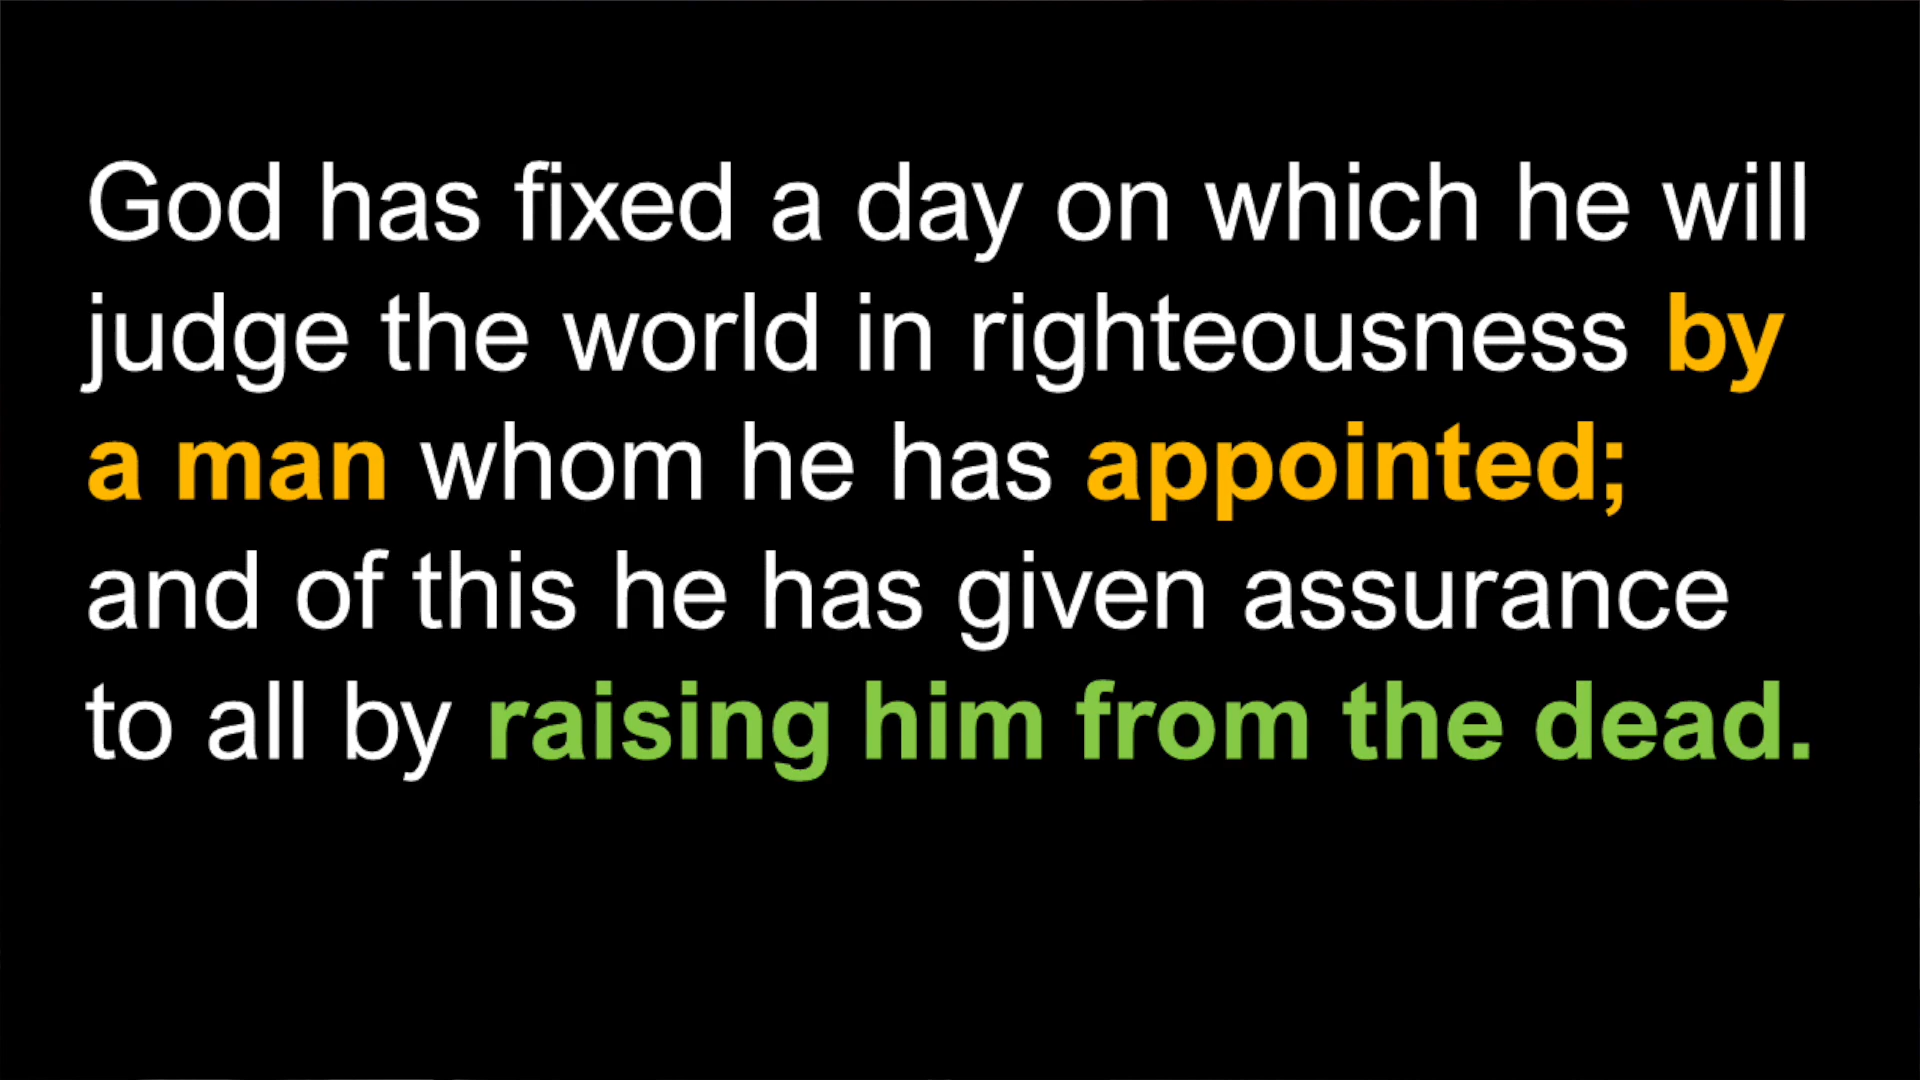 God has fixed a day on which he will
judge the world in righteousness by
a man whom he has appointed;
and of this he has given assurance
to all by raising him from the dead.